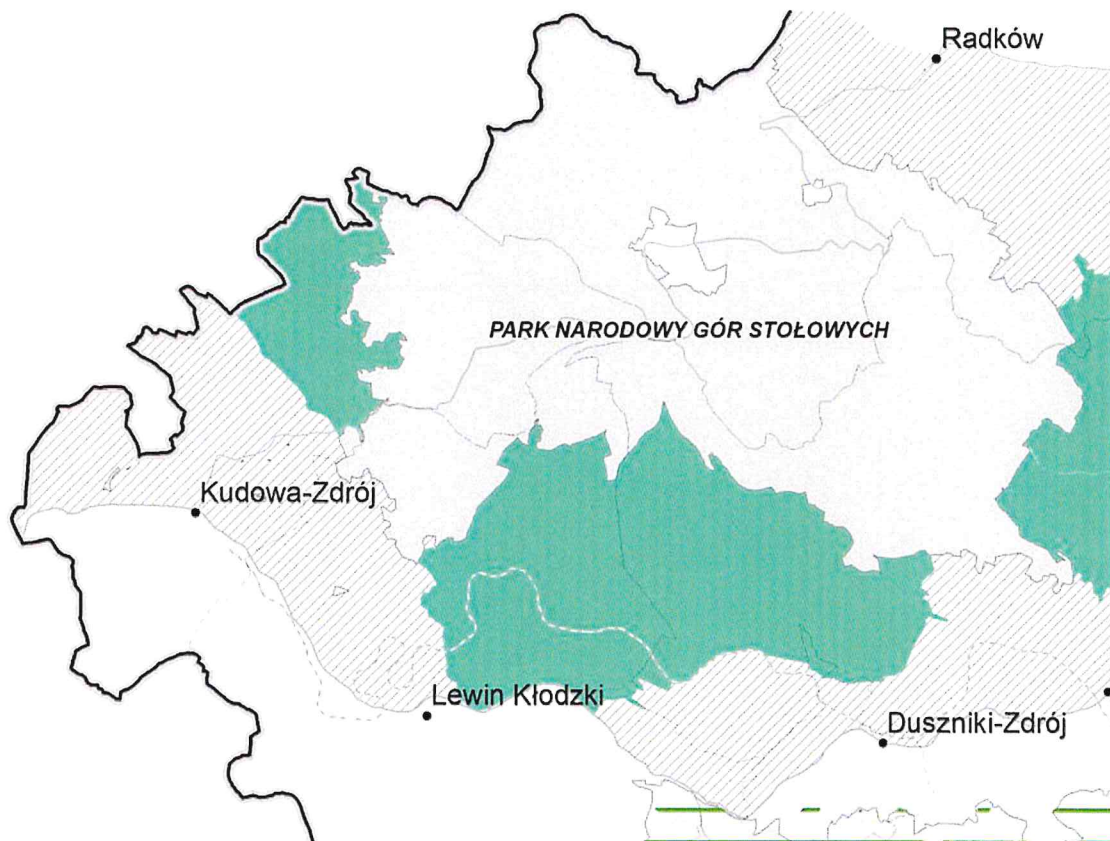 Radków
PARK NARODOWY GÓR STOŁOWYCH
Kudowa-Zdrój
Lewin Kłodzki
Duszniki-Zdrój